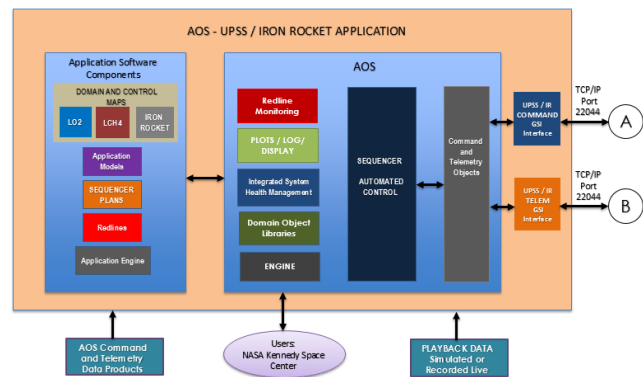 AOS - UPSS / IRON ROCKET APPLICATION
Application Software
Components
DOMAIN AND CONTROL
MAPS
LO2
LCH4
IRON
ROCKET
Application
Models
SEQUENCER
PLANS
Redlines
Application Engine
AOS
Redline
Monitoring
PLOTS / LOG/
DISPLAY
Integrated System
Health Management
Domain Object
Libraries
ENGINE
SEQUENCER
AUTOMATED
CONTROL
Command
and
Telemetry
Objects
UPSS / IR
COMMAND
GSI
Interface
TCP/IP
Port
22044
A
UPSS / IR
TELEM
GSI
Interface
TCP/IP
Port
22044
B
AOS Command
and Telemetry
Data Products
Users:
NASA Kennedy Space
Center
PLAYBACK DATA
Simulated or
Recorded Live